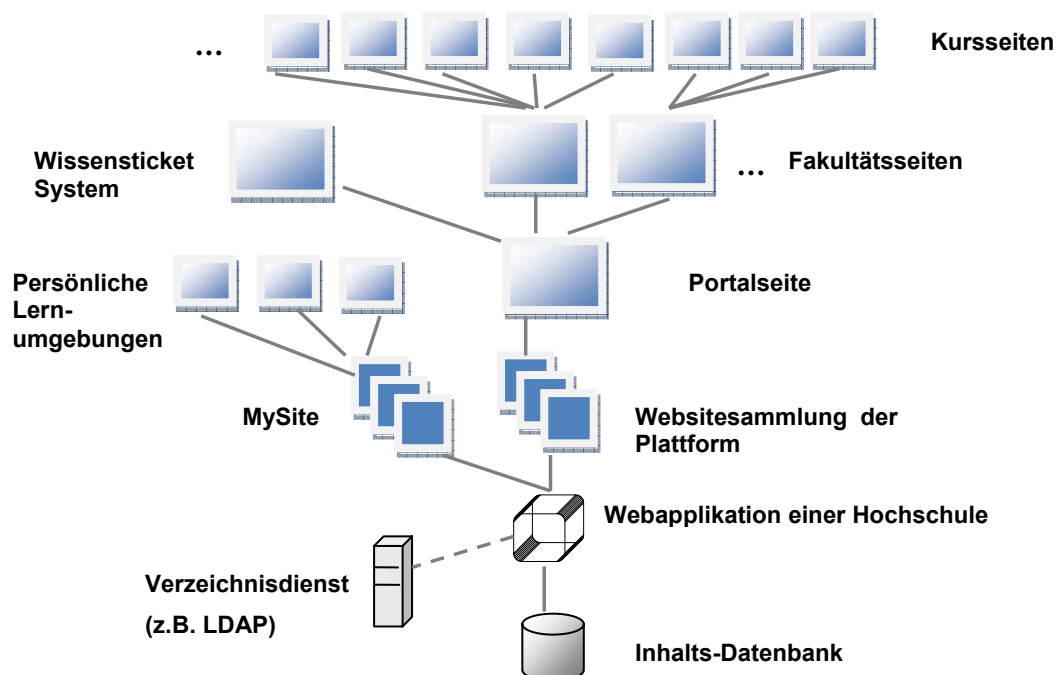 ...
Kursseiten
Wissensticket
System
...
Fakultätsseiten
Persönliche
Lern-
umgebungen
Portalseite
MySite
Websitesammlung der
Plattform
Webapplikation einer Hochschule
Verzeichnisdienst
(z.B. LDAP)
Inhalts-Datenbank